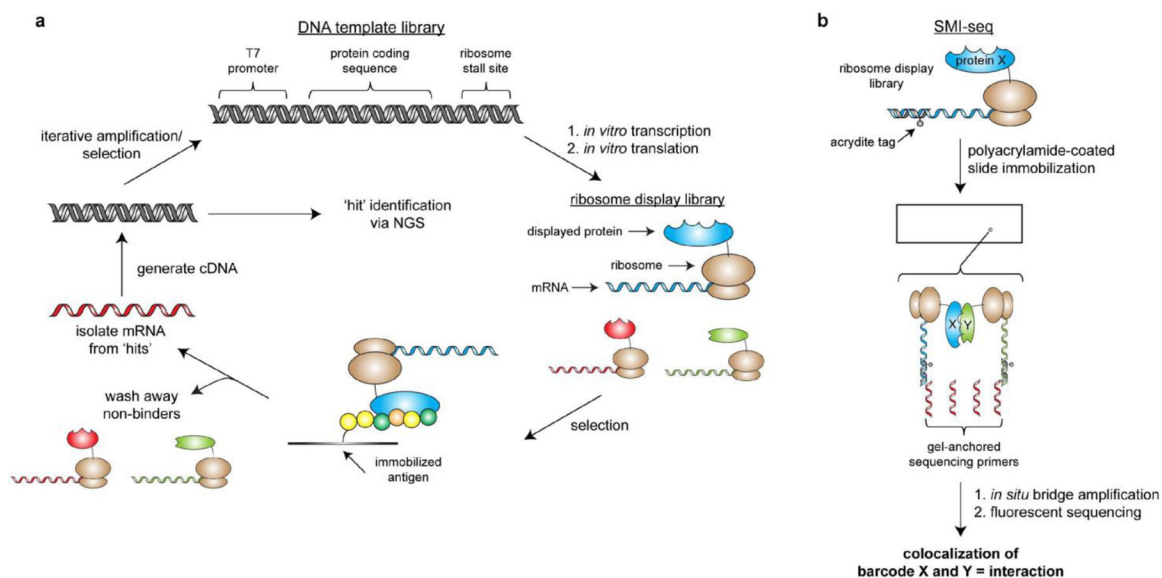 a
DNA template library
T7
promoter
protein coding
sequence
ribosome
stall site
iterative amplification/
selection
1. in vitro transcription
2. in vitro translation
'hit' identification
via NGS
ribosome display library
displayed protein
ribosome
mRNA
generate cDNA
isolate mRNA
from 'hits'
wash away
non-binders
selection
immobilized
antigen
b
SMI-seq
protein X
ribosome display
library
acrydite tag
polyacrylamide-coated
slide immobilization
X Y
gel-anchored
sequencing primers
1. in situ bridge amplification
2. fluorescent sequencing
colocalization of
barcode X and Y = interaction